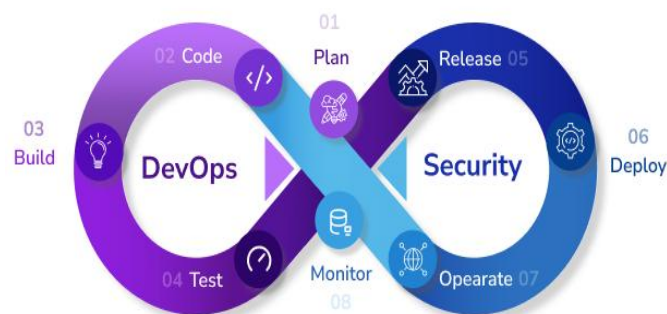 01
Plan
02 Code
03
Build
DevOps
04 Test
Release 05
06
Deploy
Security
Opearate 07
Monitor
08